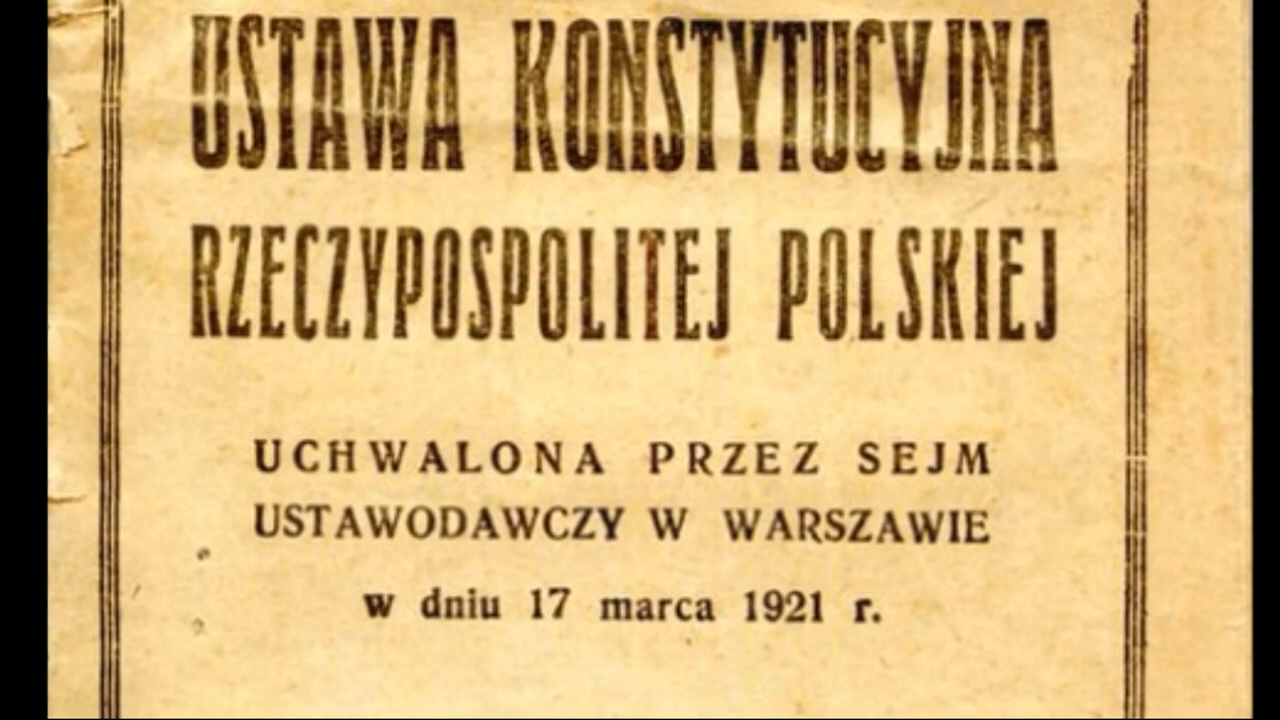 USTAWA KONSTYTUCYJNA
RZECZYPOSPOLITEJ POLSKIEJ
UCHWALONA PRZEZ SEJM
USTAWODAWCZY W WARSZAWIE
w dniu 17 marca 1921 r.